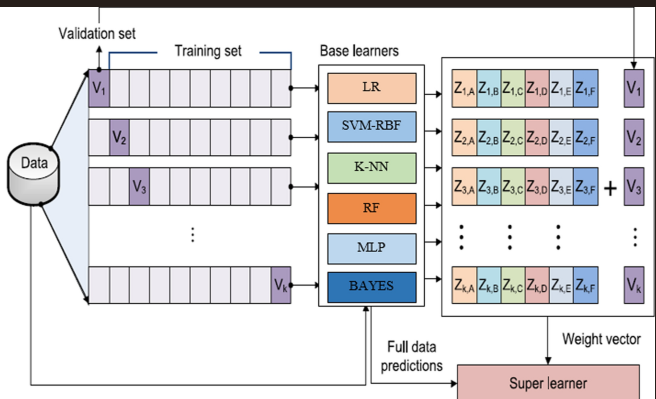 Validation set
Training set
Base learners
V1
LR
Z1,A Z1,B Z1,C Z1,D Z1,E Z1,F
V1
V2
SVM-RBF
Z2,A Z2,B Z2,C Z2,D Z2,E Z2,F
V2
Data
V3
K-NN
Z3,A Z3,B Z3,C Z3,D Z3,E Z3,F
+
V3
RF
MLP
Vk
BAYES
Zk,A Zk,B Zk,C Zk,D Zk,E Zk,F
Vk
Full data
predictions
Weight vector
Super learner